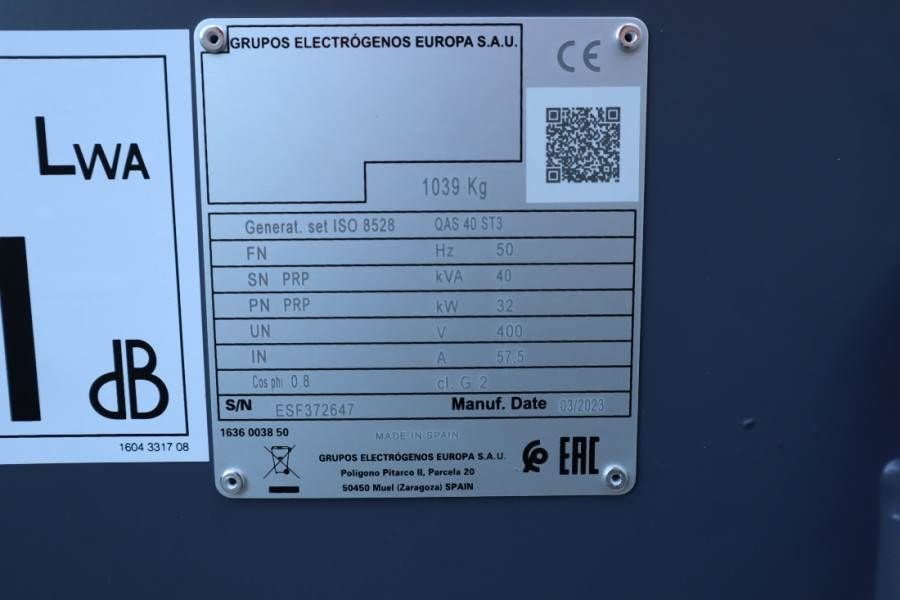 LWA
dB
1604 3317 08
GRUPOS ELECTRÓGENOS EUROPA S.A.U.
CE
1039 Kg
Generat. set ISO 8528 QAS 40 ST3
FN Hz 50
SN PRP kVA 40
PN PRP kW 32
UN V 400
IN A 57.5
Cos phi 0.8 cl. G 2
S/N ESF372647 Manuf. Date 03/2023
1636 0038 50
MADE IN SPAIN
GRUPOS ELECTRÓGENOS EUROPA S.A.U.
Polígono Pitarco II, Parcela 20
50450 Muel (Zaragoza) SPAIN
EAC